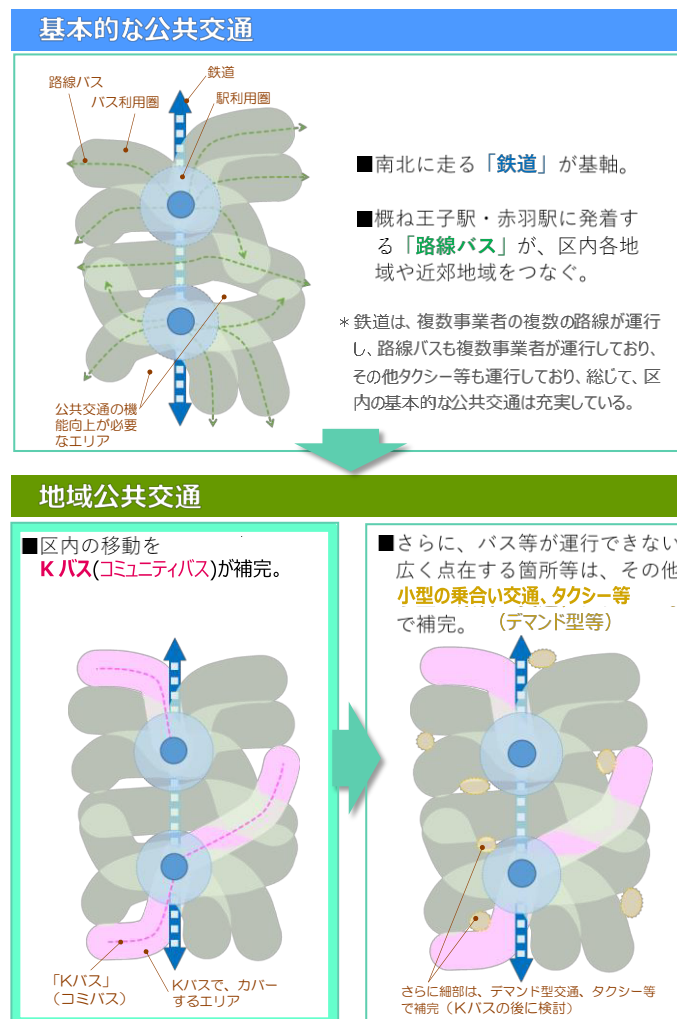 基本的な公共交通
路線バス
バス利用圏
鉄道
駅利用圏
■南北に走る「鉄道」が基軸。
■概ね王子駅・赤羽駅に発着す
る「路線バス」が、区内各地
域や近郊地域をつなぐ。
＊鉄道は、複数事業者の複数の路線が運行
し、路線バスも複数事業者が運行しており、
その他タクシー等も運行しており、総じて、区
内の基本的な公共交通は充実している。
公共交通の機
能向上が必要
なエリア
地域公共交通
■区内の移動を
Kバス(コミュニティバス)が補完。
「Kバス」
（コミバス）
Kバスで、カバー
するエリア
■さらに、バス等が運行できない
広く点在する箇所等は、その他
小型の乗合い交通、タクシー等
で補完。（デマンド型等）
さらに細部は、デマンド型交通、タクシー等
で補完（Kバスの後に検討）